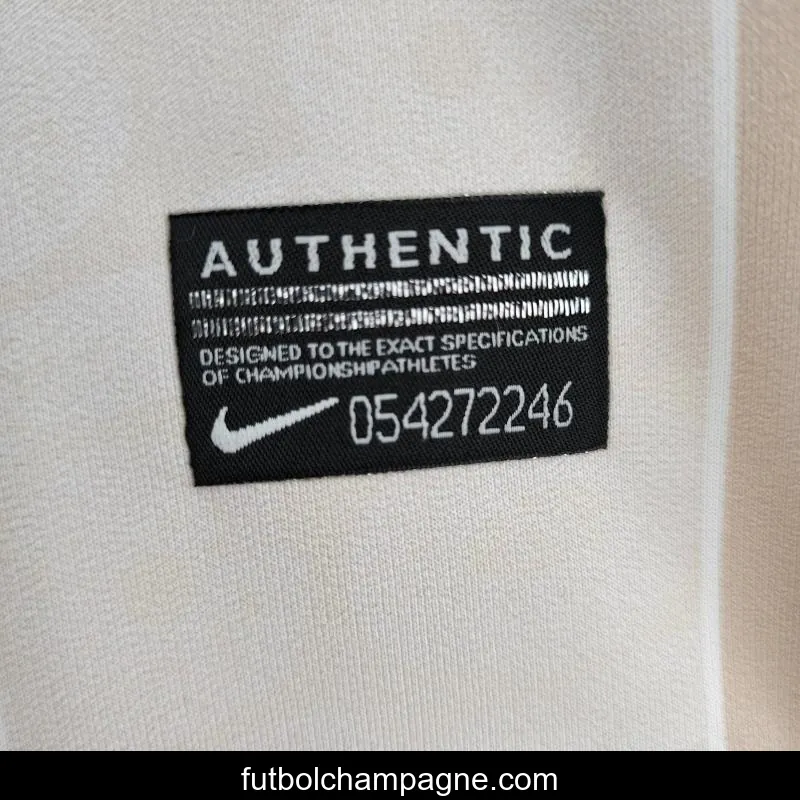 AUTHENTIC
DESIGNED TO THE EXACT SPECIFICATIONS
OF CHAMPIONSHIPATHLETES
054272246
futbolchampagne.com